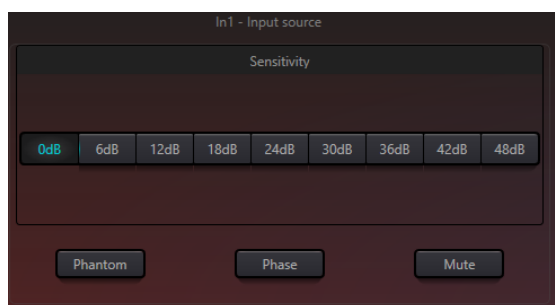 In1 - Input source
Sensitivity
0dB 6dB 12dB 18dB 24dB 30dB 36dB 42dB 48dB
Phantom Phase Mute